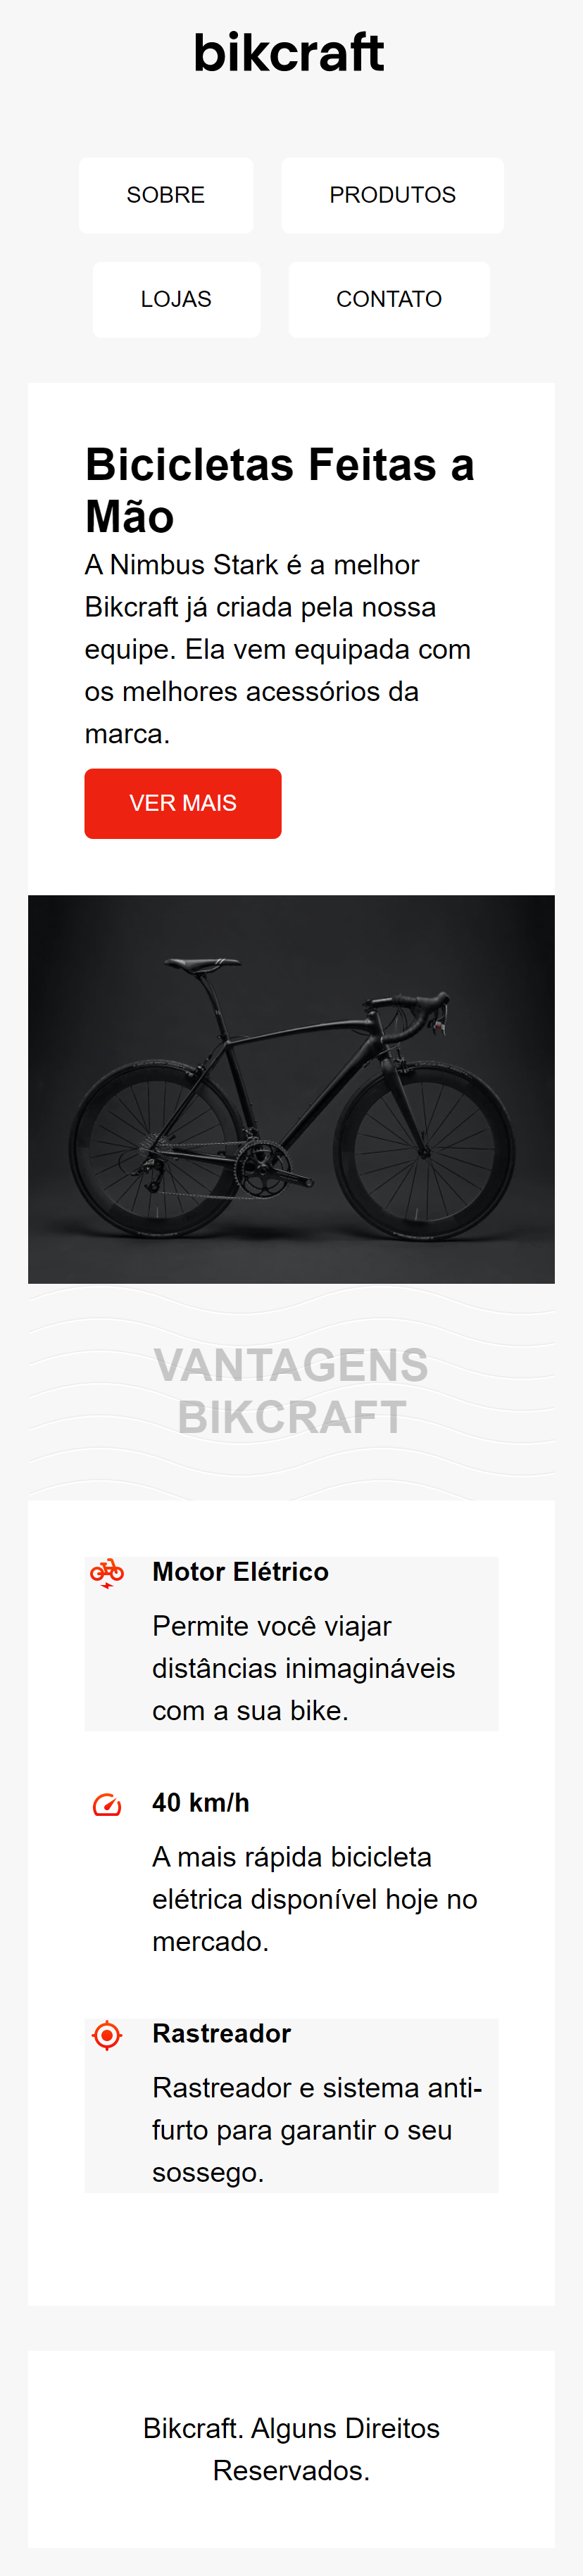 bikcraft
SOBRE
PRODUTOS
LOJAS
CONTATO
Bicicletas Feitas a
Mão
A Nimbus Stark é a melhor
Bikcraft já criada pela nossa
equipe. Ela vem equipada com
os melhores acessórios da
marca.
VER MAIS
VANTAGENS
BIKCRAFT
Motor Elétrico
Permite você viajar
distâncias inimagináveis
com a sua bike.
40 km/h
A mais rápida bicicleta
elétrica disponível hoje no
mercado.
Rastreador
Rastreador e sistema anti-
furto para garantir o seu
sossego.
Bikcraft. Alguns Direitos
Reservados.